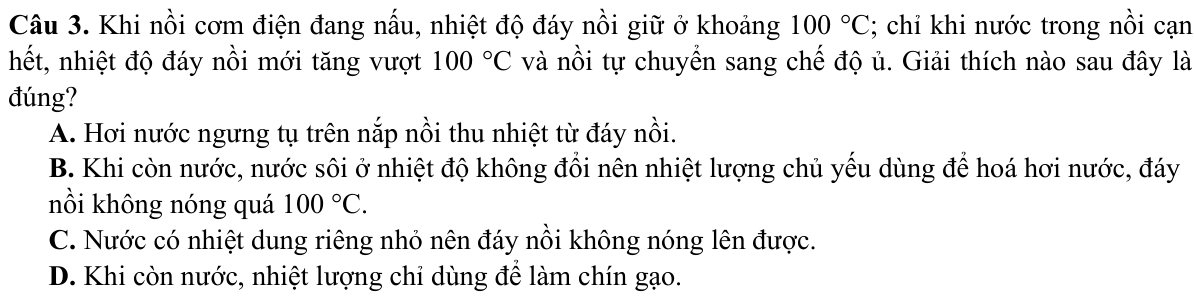 Câu 3. Khi nồi cơm điện đang nấu, nhiệt độ đáy nồi giữ ở khoảng 100 °C; chỉ khi nước trong nồi cạn
hết, nhiệt độ đáy nồi mới tăng vượt 100 °C và nồi tự chuyển sang chế độ ủ. Giải thích nào sau đây là
đúng?
A. Hơi nước ngưng tụ trên nắp nồi thu nhiệt từ đáy nồi.
B. Khi còn nước, nước sôi ở nhiệt độ không đổi nên nhiệt lượng chủ yếu dùng để hoá hơi nước, đáy
nồi không nóng quá 100 °C.
C. Nước có nhiệt dung riêng nhỏ nên đáy nồi không nóng lên được.
D. Khi còn nước, nhiệt lượng chỉ dùng để làm chín gạo.